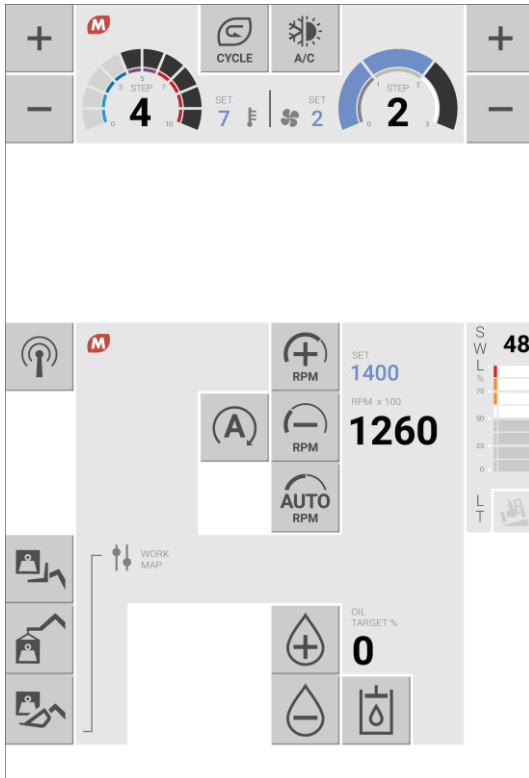 M
CYCLE
A/C
STEP
4
0
3
5
7
10
SET
7
SET
2
STEP
2
0
1
2
3
M
RPM
SET
1400
RPM x 100
1260
A
RPM
AUTO
RPM
S
W
L
48
%
75
50
25
0
L
T
WORK
MAP
OIL
TARGET %
0